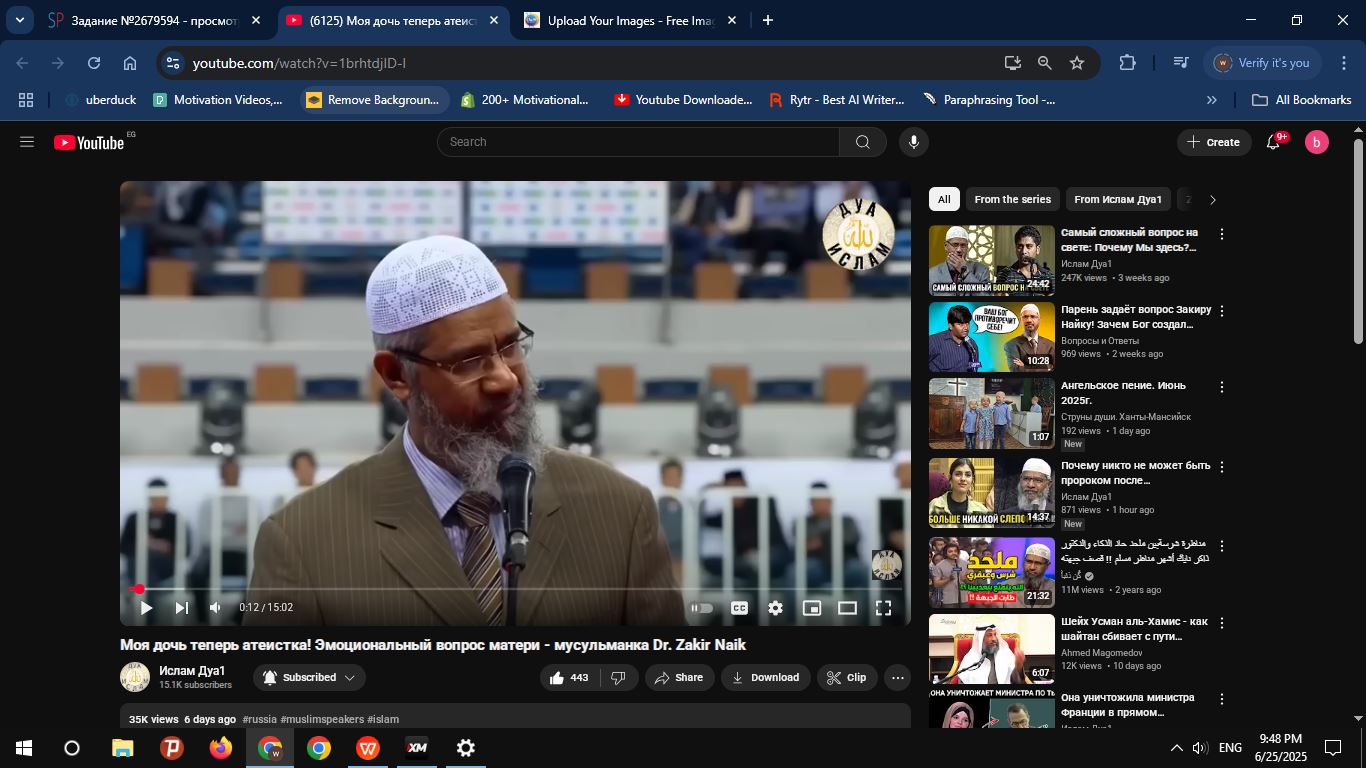 Задание №2679594 - просмотр
(6125) Моя дочь теперь атеист
Upload Your Images - Free Imag
youtube.com/watch?v=1brhtdjlD-I
Verify it's you
uberduck
Motivation Videos,...
Remove Backgroun...
200+ Motivational...
Youtube Downloade...
Rytr - Best AI Writer...
Paraphrasing Tool -...
All Bookmarks
YouTube EG
Search
Create
9+
b
ДУА
ИСЛАМ
0:12 / 15:02
CC
Моя дочь теперь атеистка! Эмоциональный вопрос матери - мусульманка Dr. Zakir Naik
Ислам Дуа1
15.1K subscribers
Subscribed
443
Share
Download
Clip
35K views 6 days ago #russia #muslimspeakers #islam
All
From the series
From Ислам Дуа1
САМЫЙ СЛОЖНЫЙ ВОПРОС
24:42
Самый сложный вопрос на
свете: Почему Мы здесь?...
Ислам Дуа1
247K views • 3 weeks ago
ВАШ БОГ
ПРОТИВОРЕЧИТ
СЕБЕ!
10:28
Парень задаёт вопрос Закиру
Найку! Зачем Бог создал...
Вопросы и Ответы
969 views • 2 weeks ago
1:07
Ангельское пение. Июнь
2025г.
Струны души. Ханты-Мансийск
192 views • 1 day ago
New
БОЛЬШЕ НИКАКОЙ СЛЕПО
14:37
Почему никто не может быть
пророком после...
Ислам Дуа1
871 views • 1 hour ago
New
ملحد
شرس وعبقري
طارت الجبهة !!
21:32
مناظرة شرسة بين ملحد حاد الذكاء والدكتور
ذاكر نايك أشهر مناظر مسلم !! قصف جبهته
كُن نقياً
11M views • 2 years ago
6:07
Шейх Усман аль-Хамис - как
шайтан сбивает с пути...
Ahmed Magomedov
12K views • 10 days ago
ОНА УНИЧТОЖАЕТ МИНИСТРА ПО
Она уничтожила министра
Франции в прямом...
ENG
9:48 PM
6/25/2025